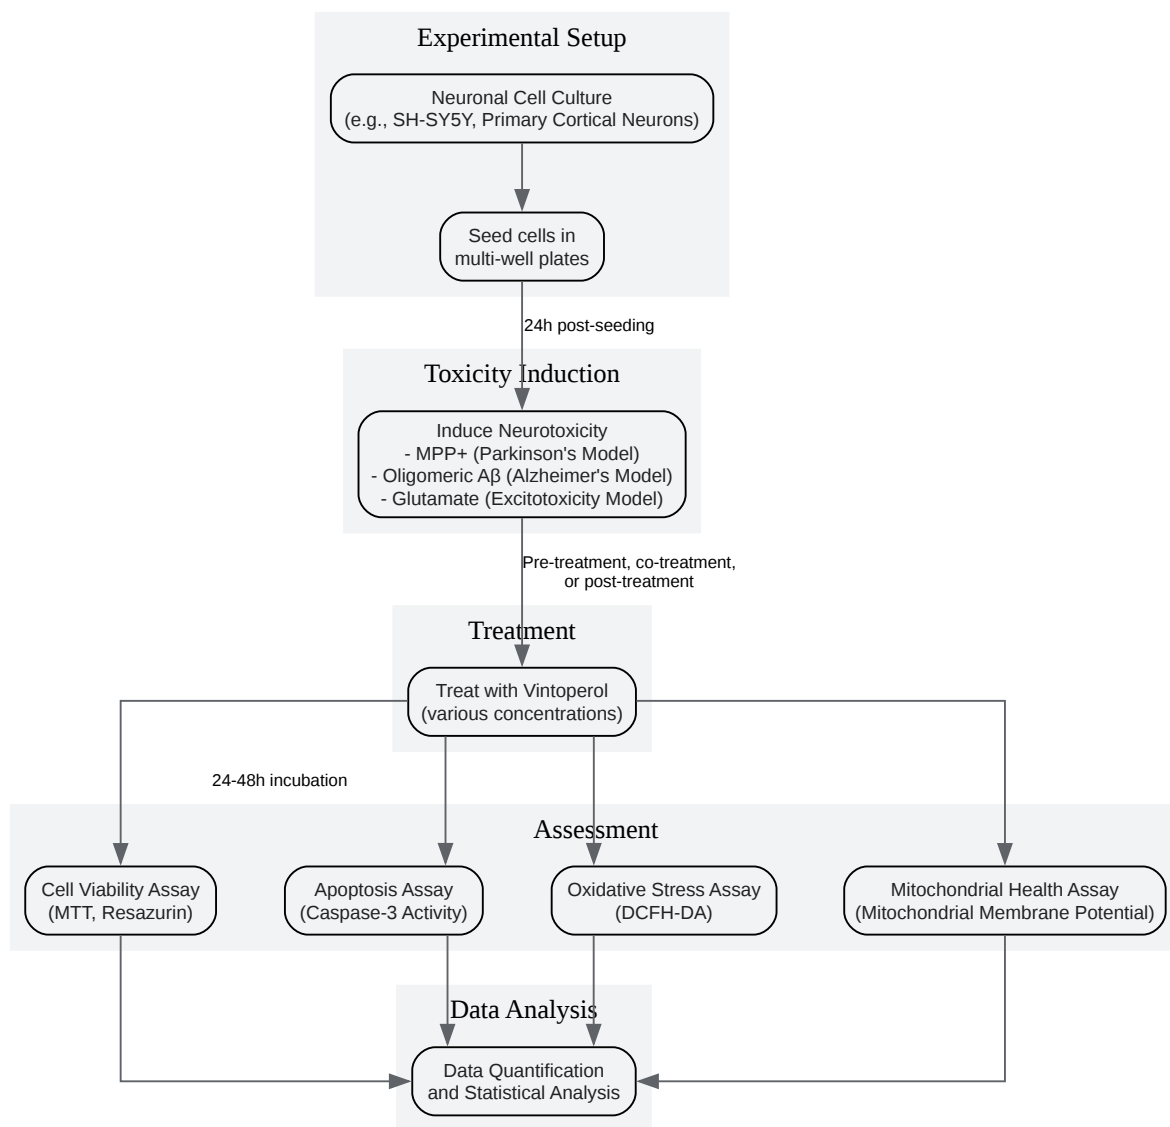 Experimental Setup
Neuronal Cell Culture
(e.g., SH-SY5Y, Primary Cortical Neurons)
Seed cells in
multi-well plates
24h post-seeding
Toxicity Induction
Induce Neurotoxicity
- MPP+ (Parkinson's Model)
- Oligomeric Aβ (Alzheimer's Model)
- Glutamate (Excitotoxicity Model)
Pre-treatment, co-treatment,
or post-treatment
Treatment
Treat with Vintoperol
(various concentrations)
24-48h incubation
Assessment
Cell Viability Assay
(MTT, Resazurin)
Apoptosis Assay
(Caspase-3 Activity)
Oxidative Stress Assay
(DCFH-DA)
Mitochondrial Health Assay
(Mitochondrial Membrane Potential)
Data Analysis
Data Quantification
and Statistical Analysis